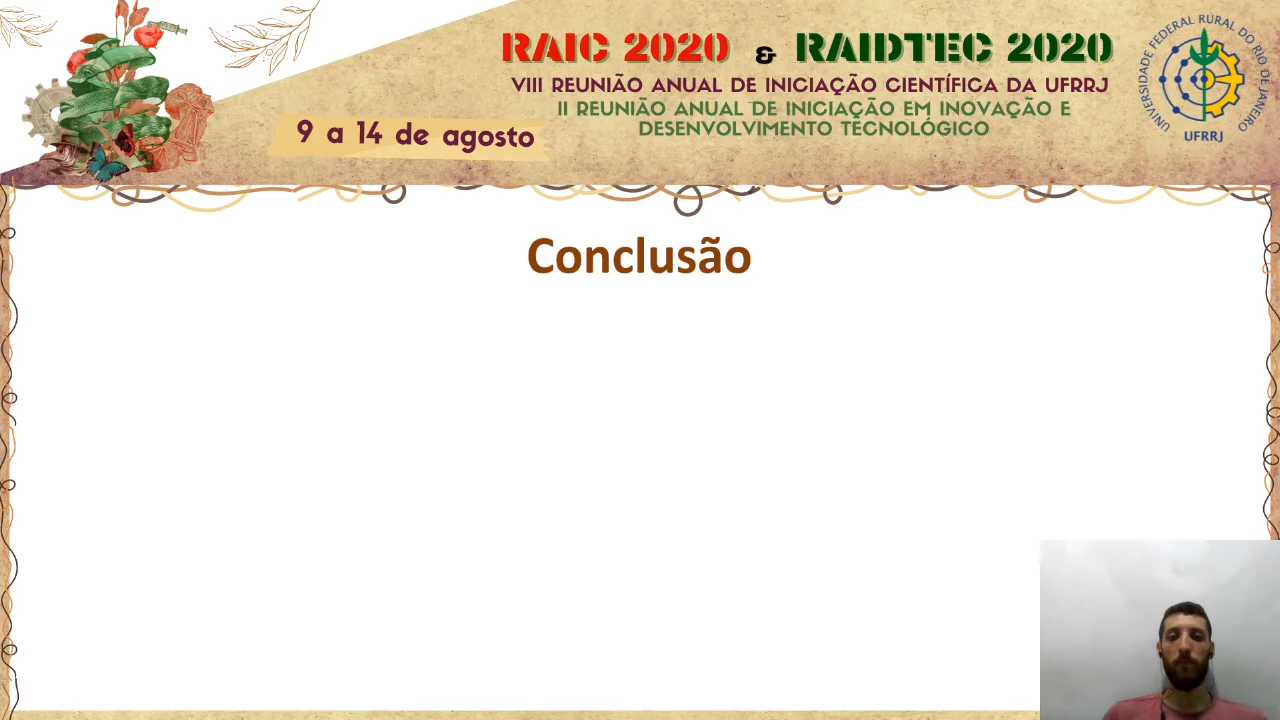 RAIC 2020 & RAIDTEC 2020
VIII REUNIÃO ANUAL DE INICIAÇÃO CIENTÍFICA DA UFRRJ
II REUNIÃO ANUAL DE INICIAÇÃO EM INOVAÇÃO E
DESENVOLVIMENTO TECNOLÓGICO
9 a 14 de agosto
UNIVERSIDADE FEDERAL RURAL DO RIO DE JANEIRO
UFRRJ
Conclusão